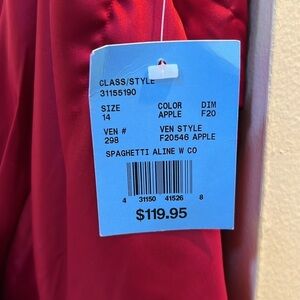 CLASS/STYLE
31155190
SIZE COLOR DIM
14 APPLE F20
VEN # VEN STYLE
298 F20546 APPLE
SPAGHETTI ALINE W CO
4 31150 41526 8
$119.95